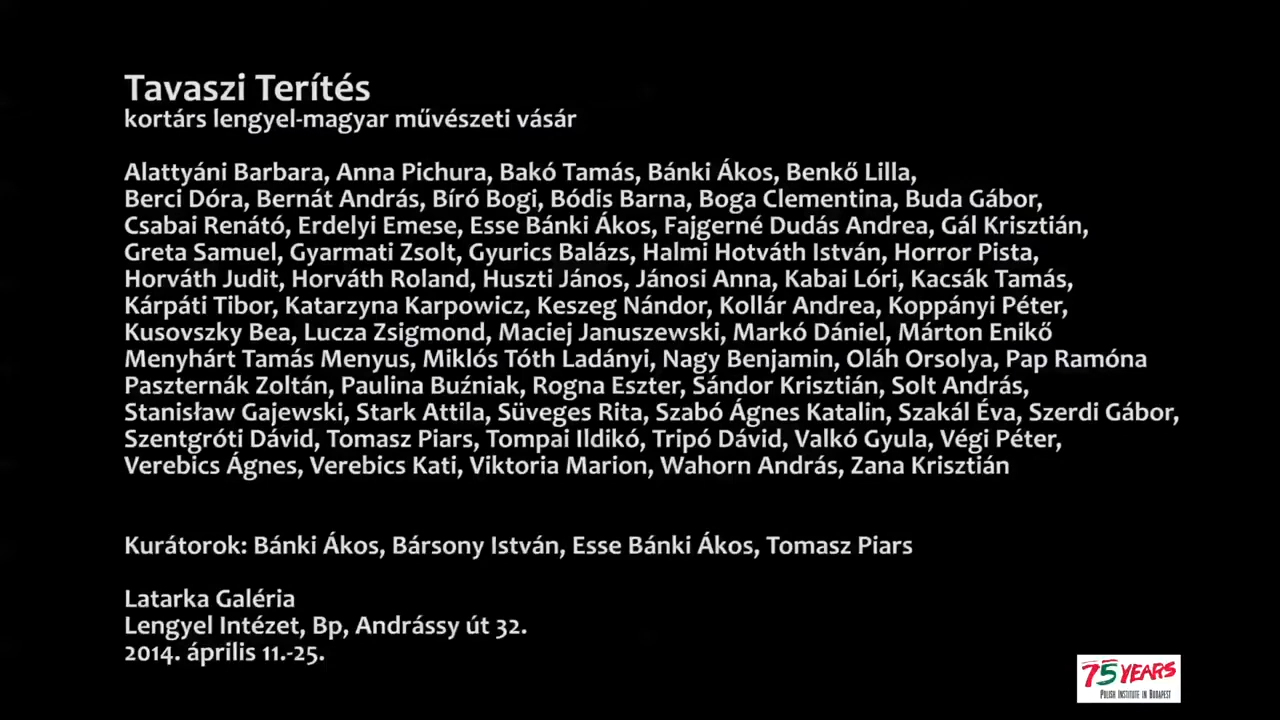 Tavaszi Terítés
kortárs lengyel-magyar művészeti vásár
Alattyáni Barbara, Anna Pichura, Bakó Tamás, Bánki Ákos, Benkő Lilla,
Berci Dóra, Bernát András, Bíró Bogi, Bódis Barna, Boga Clementina, Buda Gábor,
Csabai Renátó, Erdelyi Emese, Esse Bánki Ákos, Fajgerné Dudás Andrea, Gál Krisztián,
Greta Samuel, Gyarmati Zsolt, Gyurics Balázs, Halmi Hotváth István, Horror Pista,
Horváth Judit, Horváth Roland, Huszti János, Jánosi Anna, Kabai Lóri, Kacsák Tamás,
Kárpáti Tibor, Katarzyna Karpowicz, Keszeg Nándor, Kollár Andrea, Koppányi Péter,
Kusovszky Bea, Lucza Zsigmond, Maciej Januszewski, Markó Dániel, Márton Enikő
Menyhárt Tamás Menyus, Miklós Tóth Ladányi, Nagy Benjamin, Oláh Orsolya, Pap Ramóna
Paszternák Zoltán, Paulina Buźniak, Rogna Eszter, Sándor Krisztián, Solt András,
Stanisław Gajewski, Stark Attila, Süveges Rita, Szabó Ágnes Katalin, Szakál Éva, Szerdi Gábor,
Szentgróti Dávid, Tomasz Piars, Tompai Ildikó, Tripó Dávid, Valkó Gyula, Végi Péter,
Verebics Ágnes, Verebics Kati, Viktoria Marion, Wahorn András, Zana Krisztián
Kurátorok: Bánki Ákos, Bársony István, Esse Bánki Ákos, Tomasz Piars
Latarka Galéria
Lengyel Intézet, Bp, Andrássy út 32.
2014. április 11.-25.
75 YEARS
POLISH INSTITUTE IN BUDAPEST